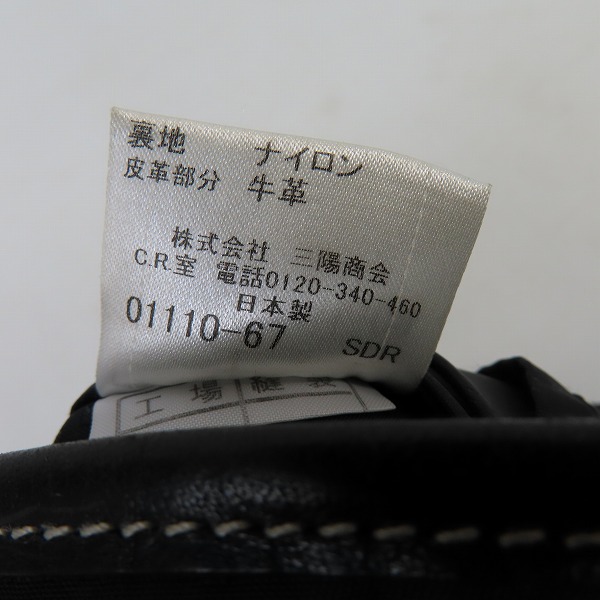 裏地 ナイロン
皮革部分 牛革
株式会社 三陽商会
C.R.室 電話0120-340-460
日本製
01110-67 SDR
工場縫製